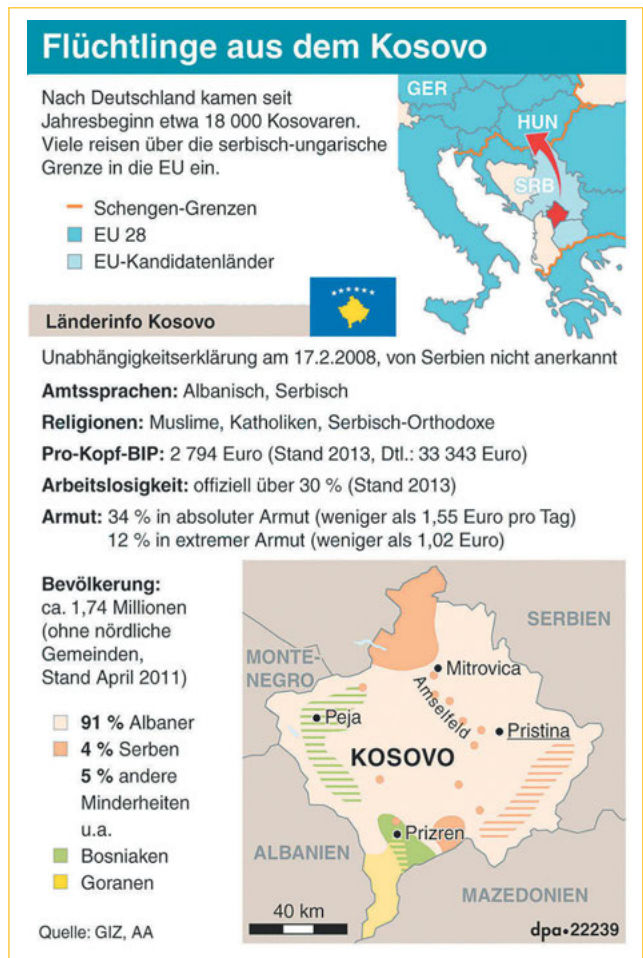 Flüchtlinge aus dem Kosovo
Nach Deutschland kamen seit
Jahresbeginn etwa 18 000 Kosovaren.
Viele reisen über die serbisch-ungarische
Grenze in die EU ein.
Schengen-Grenzen
EU 28
EU-Kandidatenländer
GER
HUN
SRB
Länderinfo Kosovo
Unabhängigkeitserklärung am 17.2.2008, von Serbien nicht anerkannt
Amtssprachen: Albanisch, Serbisch
Religionen: Muslime, Katholiken, Serbisch-Orthodoxe
Pro-Kopf-BIP: 2 794 Euro (Stand 2013, Dtl.: 33 343 Euro)
Arbeitslosigkeit: offiziell über 30 % (Stand 2013)
Armut: 34 % in absoluter Armut (weniger als 1,55 Euro pro Tag)
12 % in extremer Armut (weniger als 1,02 Euro)
Bevölkerung:
ca. 1,74 Millionen
(ohne nördliche
Gemeinden,
Stand April 2011)
91 % Albaner
4 % Serben
5 % andere
Minderheiten
u.a.
Bosniaken
Goranen
SERBIEN
MONTE-
NEGRO
Mitrovica
Amselfeld
Peja
Pristina
KOSOVO
Prizren
ALBANIEN
MAZEDONIEN
40 km
Quelle: GIZ, AA
dpa•22239